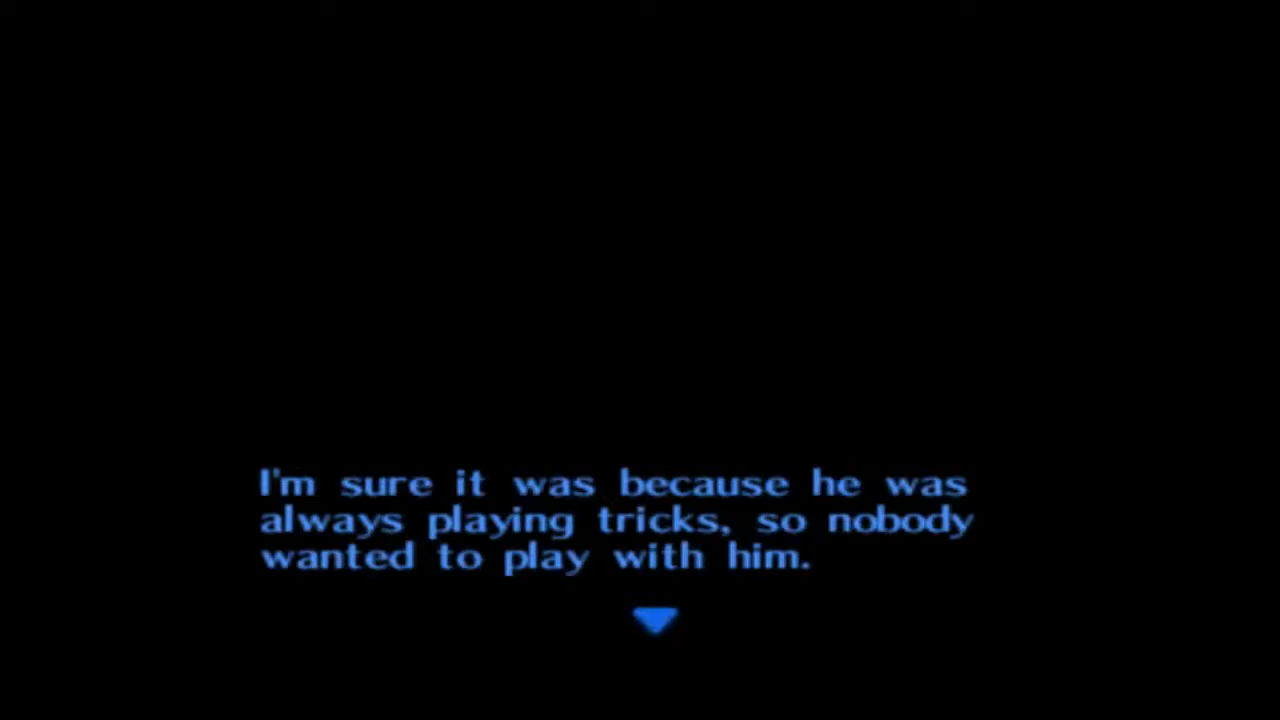 I'm sure it was because he was
always playing tricks, so nobody
wanted to play with him.